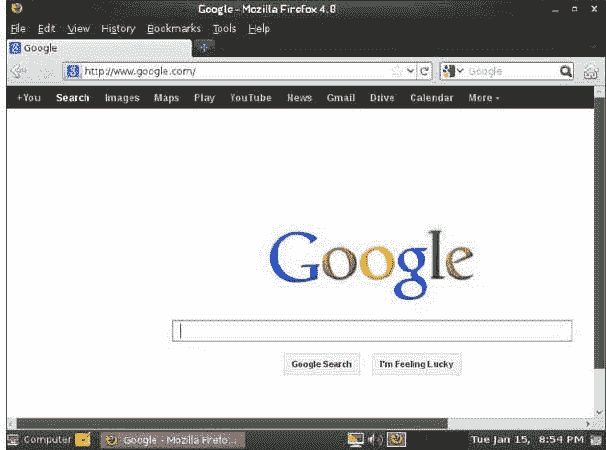 Google - Mozilla Firefox 4.0
File Edit View History Bookmarks Tools Help
Google
http://www.google.com/ Google
+You Search Images Maps Play YouTube News Gmail Drive Calendar More
Google
Google Search I'm Feeling Lucky
Computer Google - Mozilla Firefo... Tue Jan 15, 8:54 PM